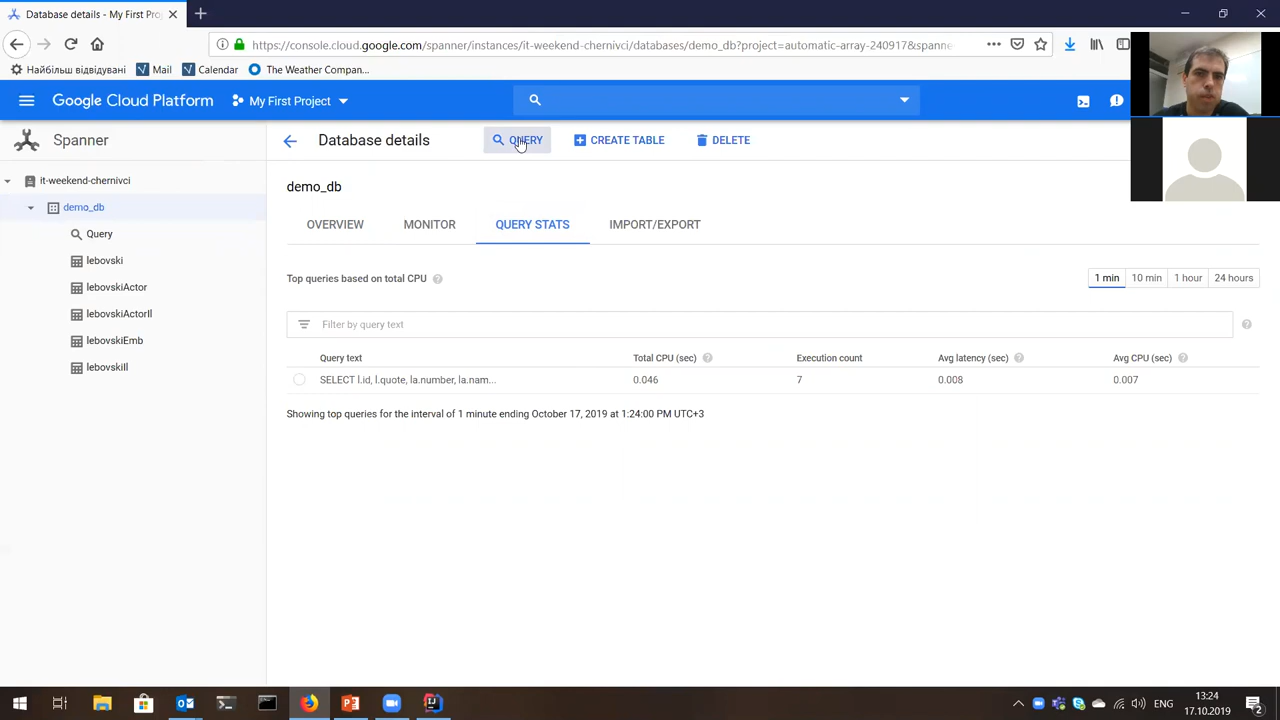 Database details - My First Proj
https://console.cloud.google.com/spanner/instances/it-weekend-chernivci/databases/demo_db?project=automatic-array-240917&spanne
Найбільш відвідувані
Mail
Calendar
The Weather Compan...
Google Cloud Platform
My First Project
Spanner
Database details
QUERY
CREATE TABLE
DELETE
it-weekend-chernivci
demo_db
Query
lebovski
lebovskiActor
lebovskiActorIl
lebovskiEmb
lebovskiIl
demo_db
OVERVIEW
MONITOR
QUERY STATS
IMPORT/EXPORT
Top queries based on total CPU
1 min
10 min
1 hour
24 hours
Filter by query text
Query text
Total CPU (sec)
Execution count
Avg latency (sec)
Avg CPU (sec)
SELECT l.id, l.quote, la.number, la.nam...
0.046
7
0.008
0.007
Showing top queries for the interval of 1 minute ending October 17, 2019 at 1:24:00 PM UTC+3
ENG
13:24
17.10.2019
2